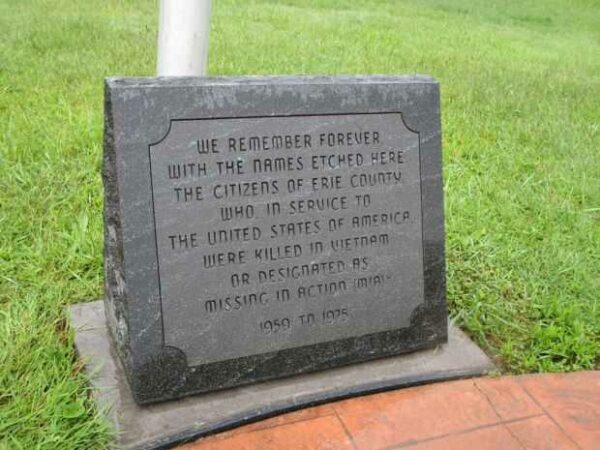 WE REMEMBER FOREVER
WITH THE NAMES ETCHED HERE
THE CITIZENS OF ERIE COUNTY
WHO, IN SERVICE TO
THE UNITED STATES OF AMERICA,
WERE KILLED IN VIETNAM
OR DESIGNATED AS
MISSING IN ACTION (MIA)-
1959 TO 1975